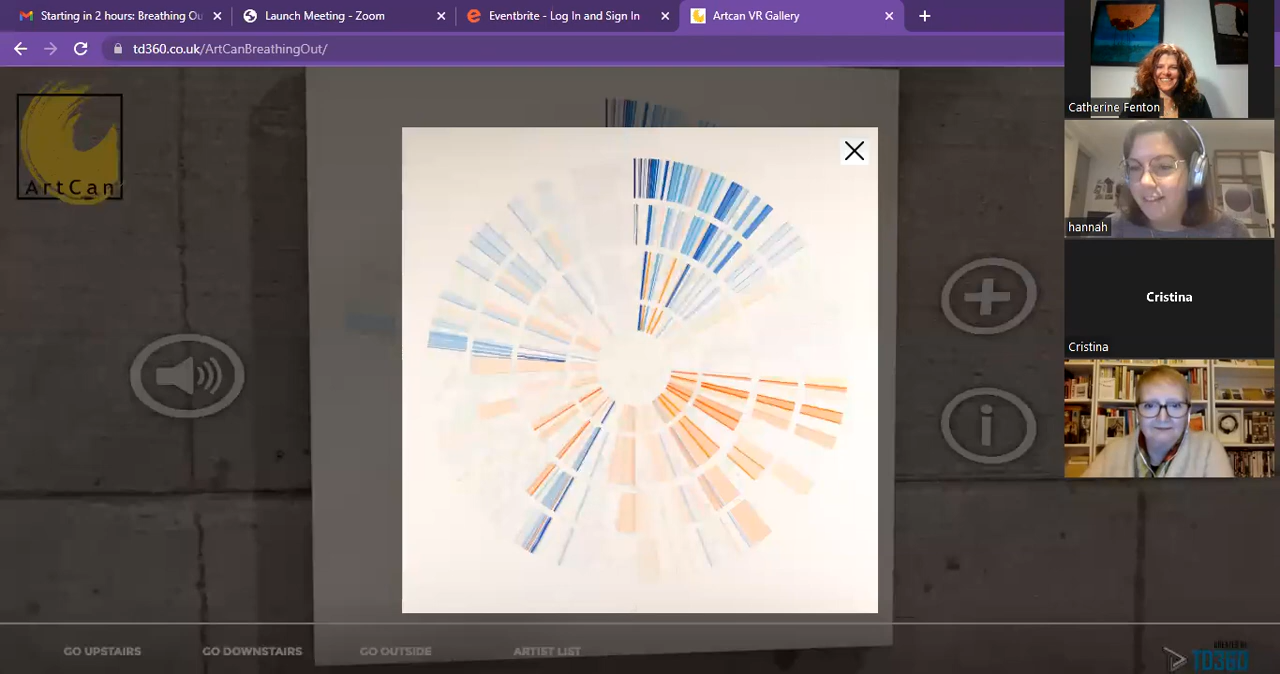 Starting in 2 hours: Breathing Ou
Launch Meeting - Zoom
Eventbrite - Log In and Sign In
Artcan VR Gallery
td360.co.uk/ArtCanBreathingOut/
ArtCan
Catherine Fenton
hannah
Cristina
Cristina
GO UPSTAIRS
GO DOWNSTAIRS
GO OUTSIDE
ARTIST LIST
TD360